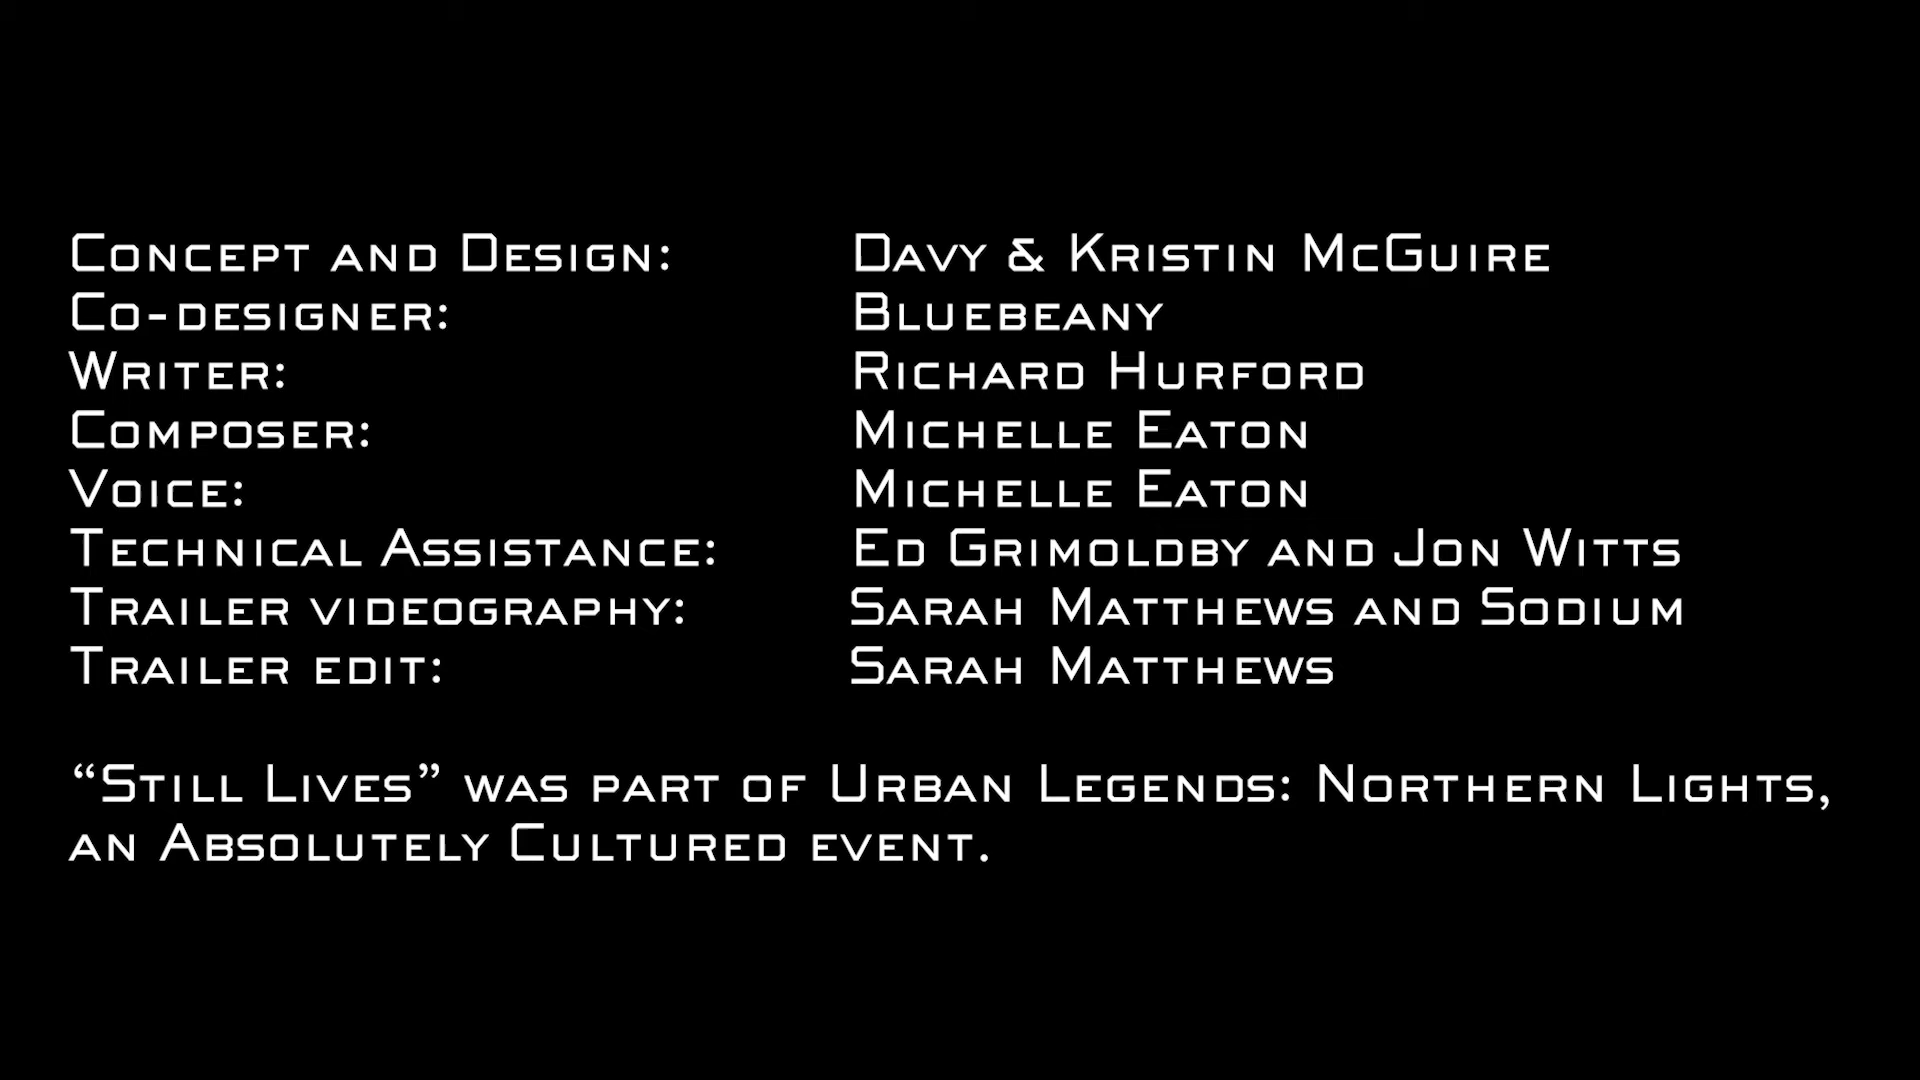 Concept and Design: Davy & Kristin McGuire
Co-designer: Bluebeany
Writer: Richard Hurford
Composer: Michelle Eaton
Voice: Michelle Eaton
Technical Assistance: Ed Grimoldby and Jon Witts
Trailer videography: Sarah Matthews and Sodium
Trailer edit: Sarah Matthews
“Still Lives” was part of Urban Legends: Northern Lights,
an Absolutely Cultured event.